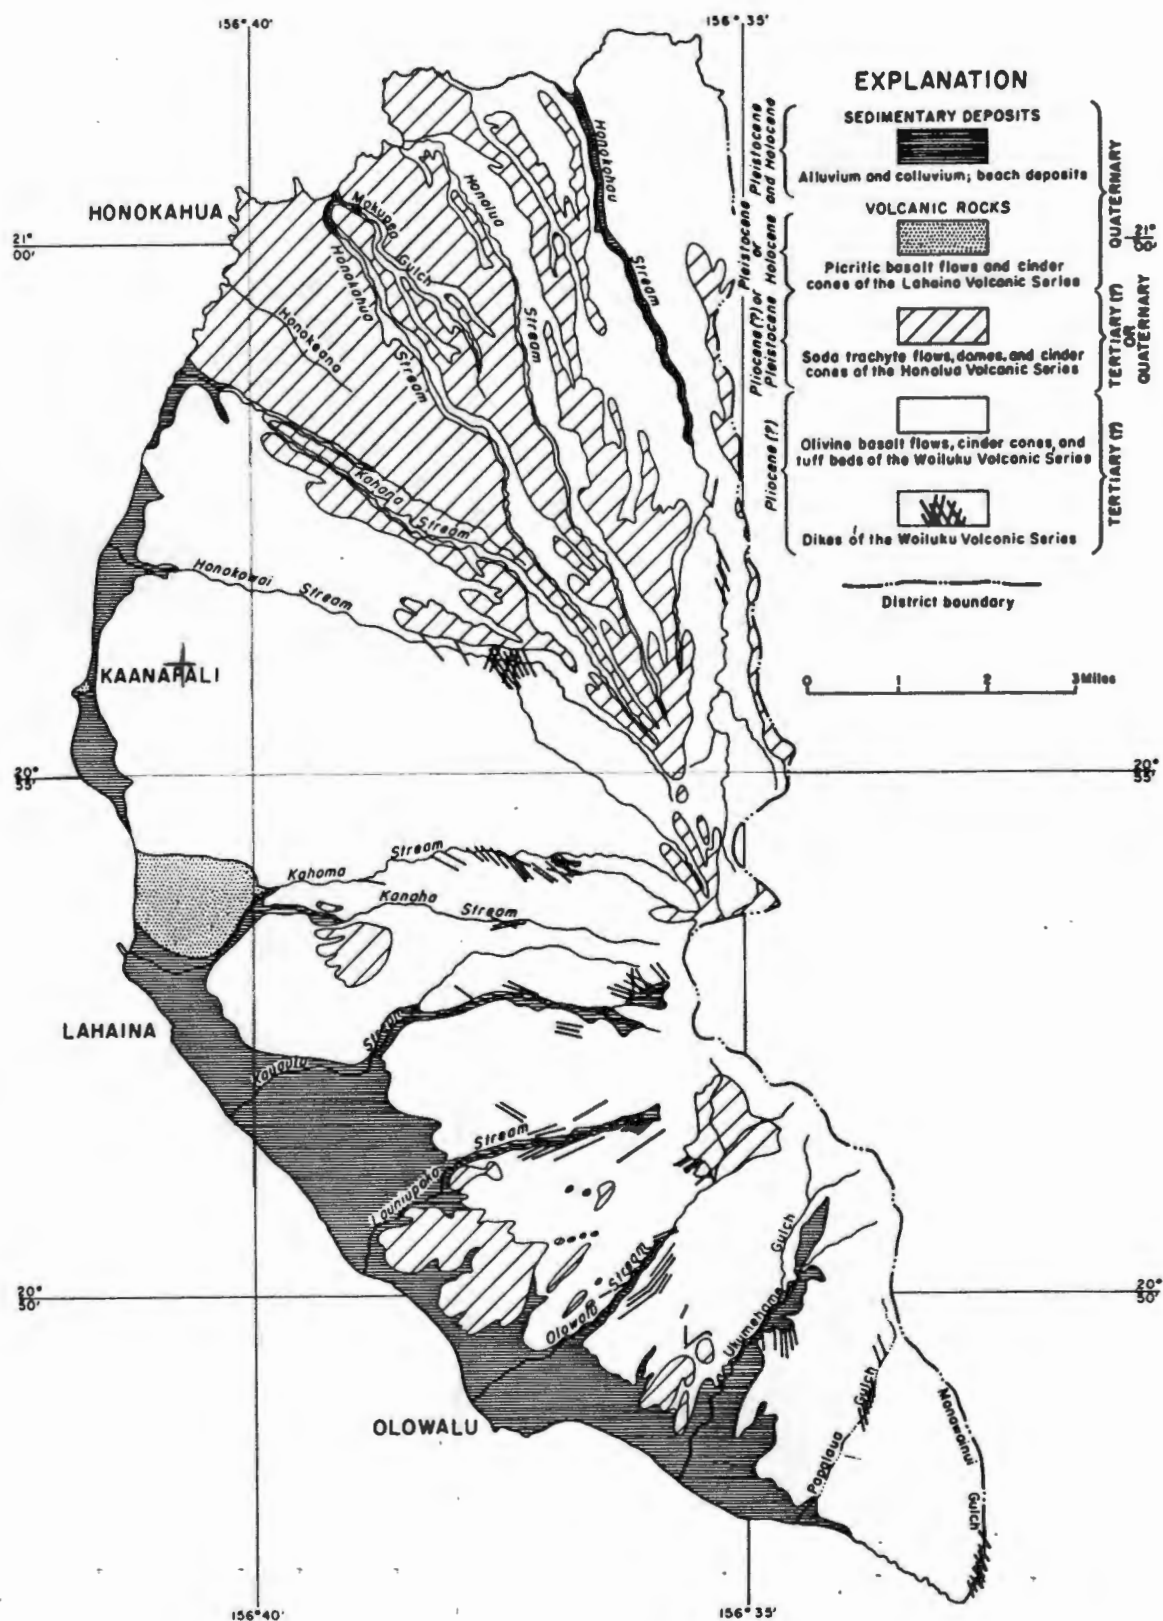 156° 40'
156° 35'
EXPLANATION
SEDIMENTARY DEPOSITS
Alluvium and colluvium; beach deposits
VOLCANIC ROCKS
Picritic basalt flows and cinder
cones of the Lahaina Volcanic Series
Soda trachyte flows, domes, and cinder
cones of the Honolua Volcanic Series
Olivine basalt flows, cinder cones, and
tuff beds of the Wailuku Volcanic Series
Dikes of the Wailuku Volcanic Series
Pleistocene
and Holocene
Pleistocene or
Holocene
Pliocene (?) or
Pleistocene
Pliocene (?)
QUATERNARY
TERTIARY (?)
OR
QUATERNARY
TERTIARY (?)
District boundary
0 1 2 3 Miles
HONOKAHUA
21°
00'
21°
00'
Honokohau
Stream
Honolua
Stream
Mokupea
Gulch
Honokahua
Stream
Honokeana
Kahana Stream
Honokowai Stream
KAANAPALI
20°
55'
20°
55'
Kahoma Stream
Kanaha Stream
LAHAINA
Kauaula Stream
Launiupoko Stream
Olowalu Stream
Ukumehame Gulch
20°
50'
20°
50'
OLOWALU
Papalaua Gulch
Manawainui Gulch
156° 40'
156° 35'